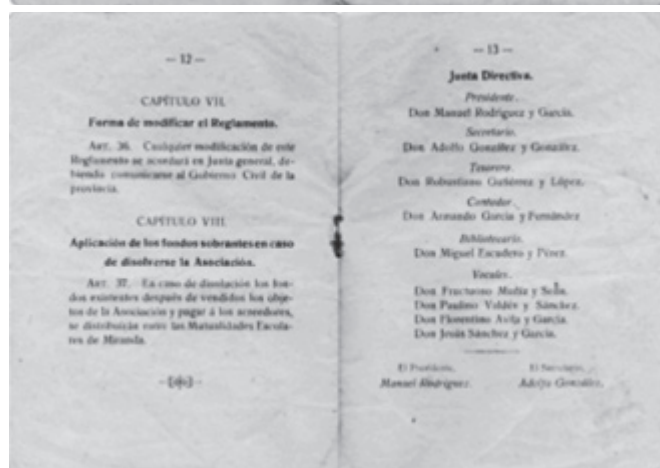 — 12 —
CAPÍTULO VII.
Forma de modificar el Reglamento.
ART. 36. Cualquier modificación de este
Reglamento se acordará en Junta general, de-
biendo comunicarse al Gobierno Civil de la
provincia.
CAPÍTULO VIII.
Aplicación de los fondos sobrantes en caso
de disolverse la Asociación.
ART. 37. En caso de disolución los fon-
dos existentes después de vendidos los obje-
tos de la Asociación y pagar á los acreedores,
se distribuirán entre las Mutualidades Escola-
res de Miranda.
— 13 —
Junta Directiva.
Presidente.
Don Manuel Rodríguez y García.
Secretario.
Don Adolfo González y González.
Tesorero.
Don Robustiano Gutiérrez y López.
Contador.
Don Armando García y Fernández
Bibliotecario.
Don Miguel Escudero y Pérez.
Vocales.
Don Fructuoso Muñiz y
Don Paulino Valdés y Sánchez.
Don Florentino Avila y García.
Don Jesús Sánchez y García.
El Presidente,
Manuel Rodríguez.
El Secretario,
Adolfo González.